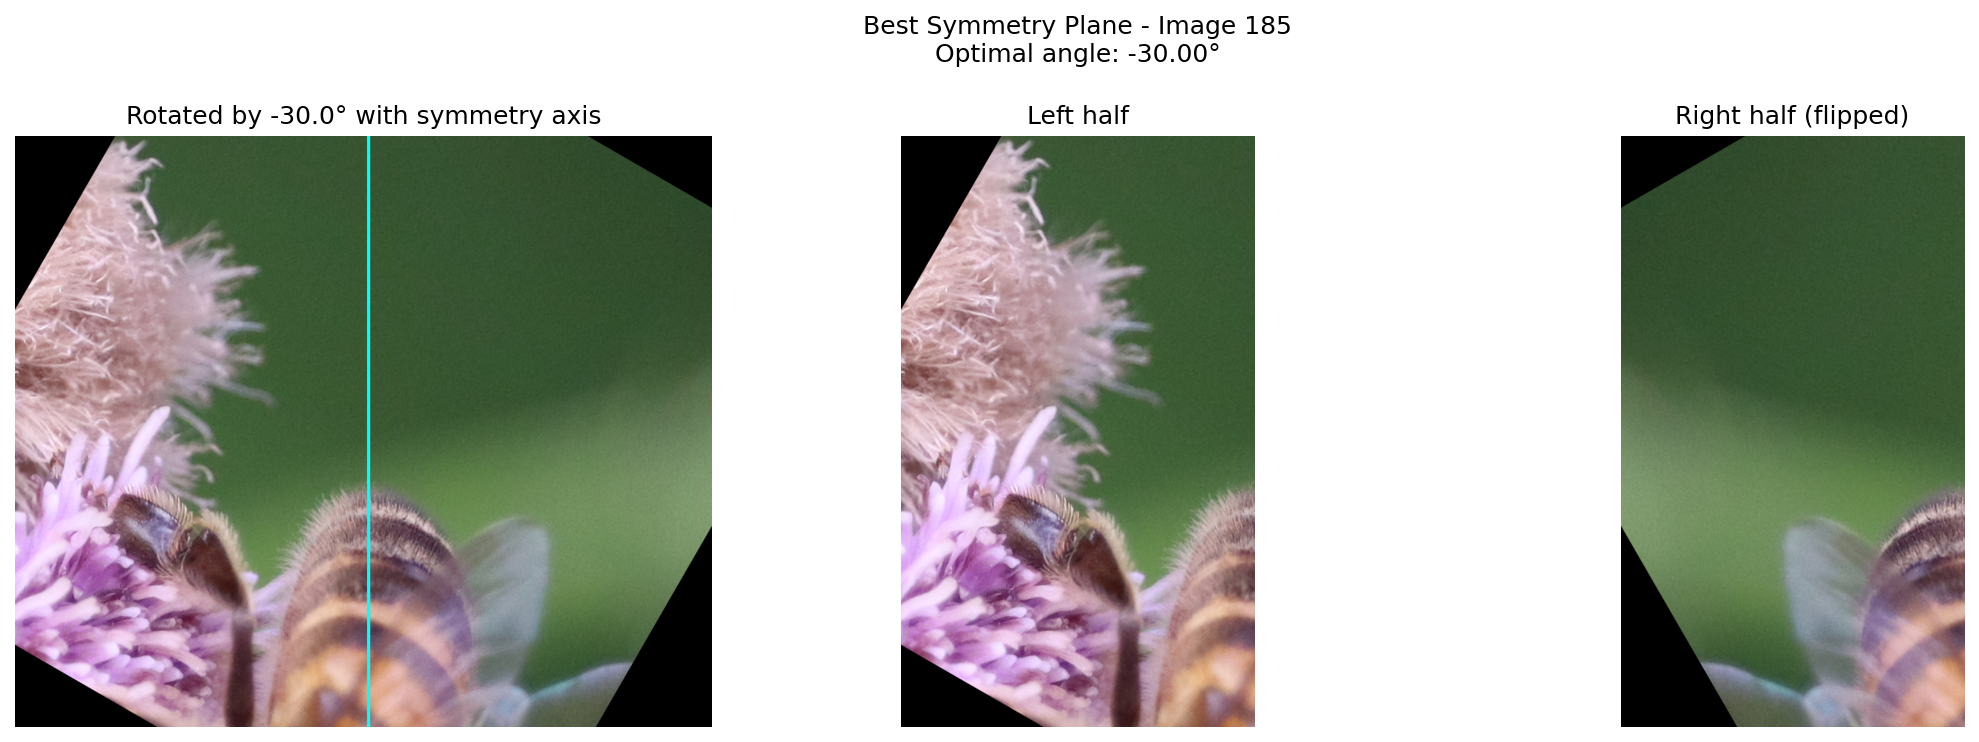 Best Symmetry Plane - Image 185
Optimal angle: -30.00°
Rotated by -30.0° with symmetry axis
Left half
Right half (flipped)